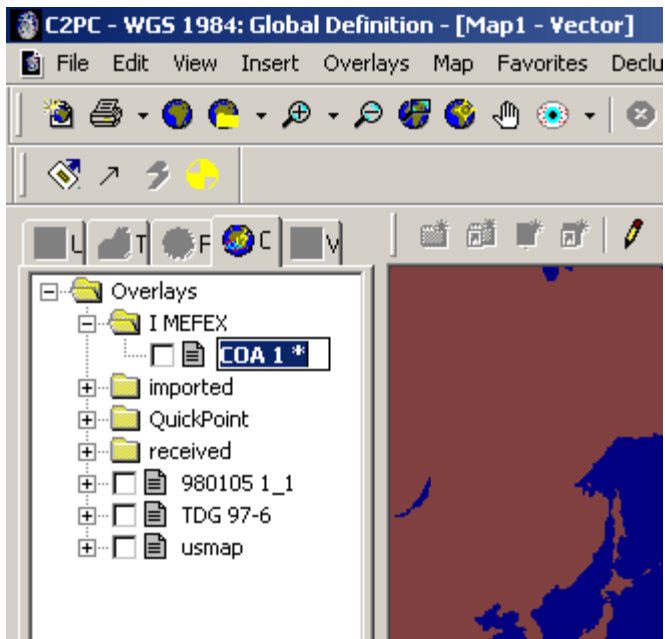 C2PC - WGS 1984: Global Definition - [Map1 - Vector]
File Edit View Insert Overlays Map Favorites Declu
L T F C V
Overlays
I MEFEX
COA 1 *
imported
QuickPoint
received
980105 1_1
TDG 97-6
usmap